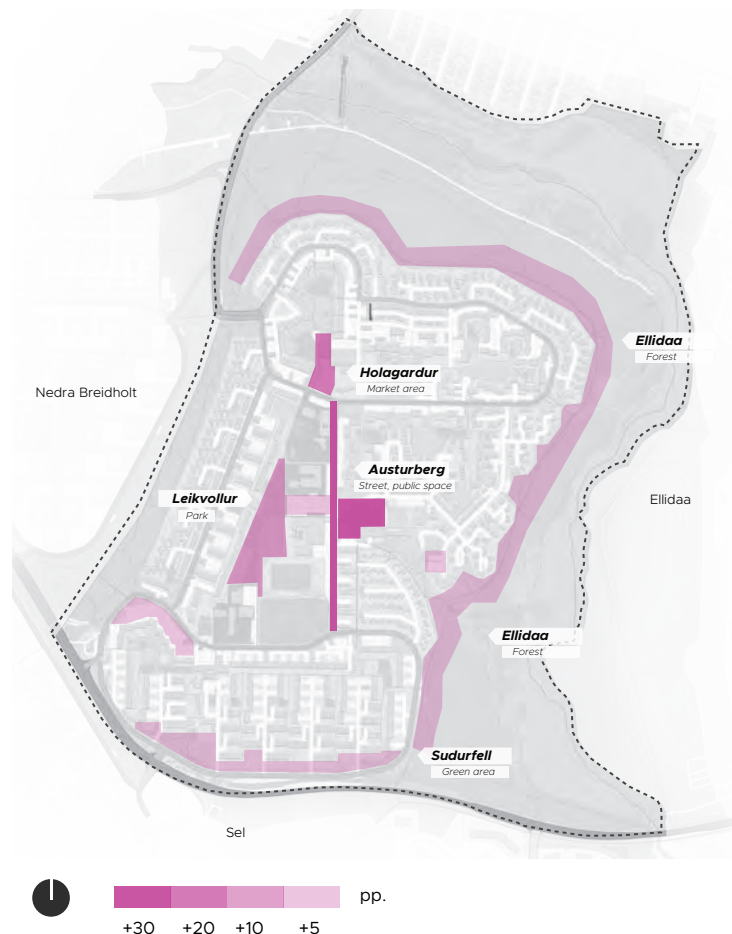 Ellidaa
Forest
Holagardur
Market area
Nedra Breidholt
Austurberg
Street, public space
Leikvollur
Park
Ellidaa
Ellidaa
Forest
Sudurfell
Green area
Sel
pp.
+30 +20 +10 +5